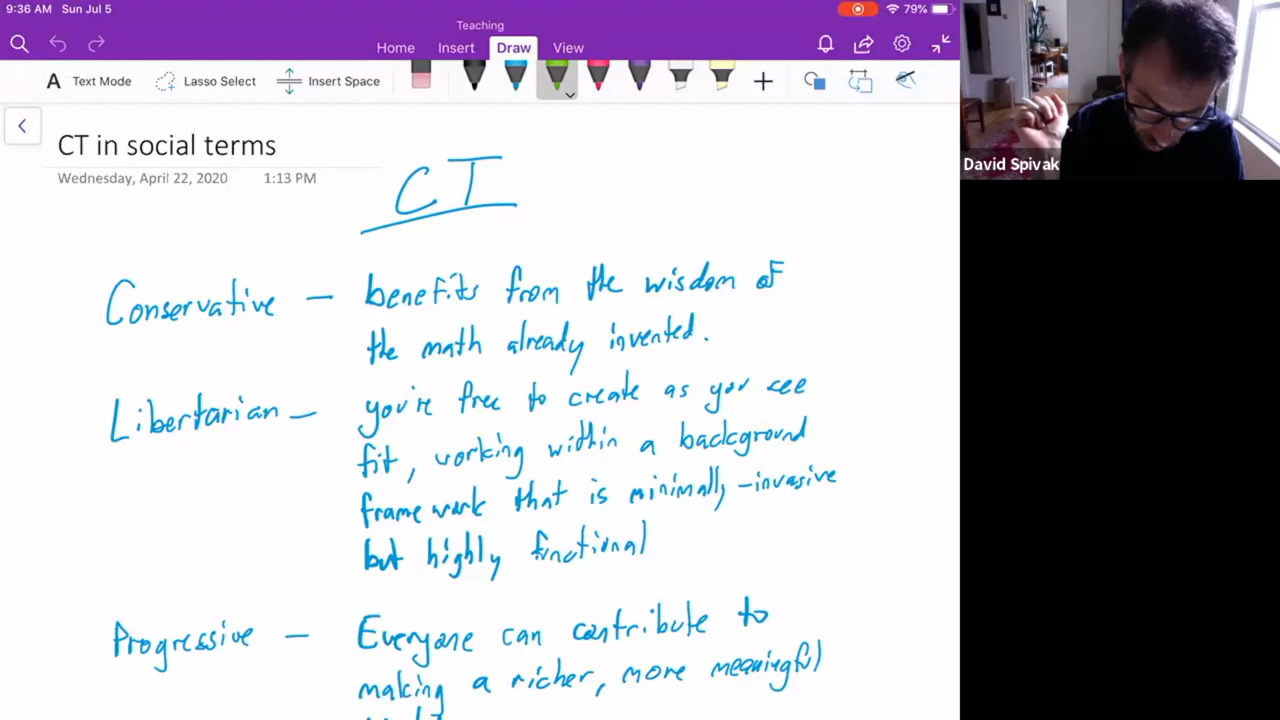 9:36 AM Sun Jul 5
79%
Teaching
Home Insert Draw View
Text Mode Lasso Select Insert Space
CT in social terms
Wednesday, April 22, 2020 1:13 PM
CT
Conservative – benefits from the wisdom of
the math already invented.
Libertarian – you're free to create as you see
fit, working within a background
framework that is minimally-invasive
but highly functional
Progressive – Everyone can contribute to
making a richer, more meaningful
David Spivak